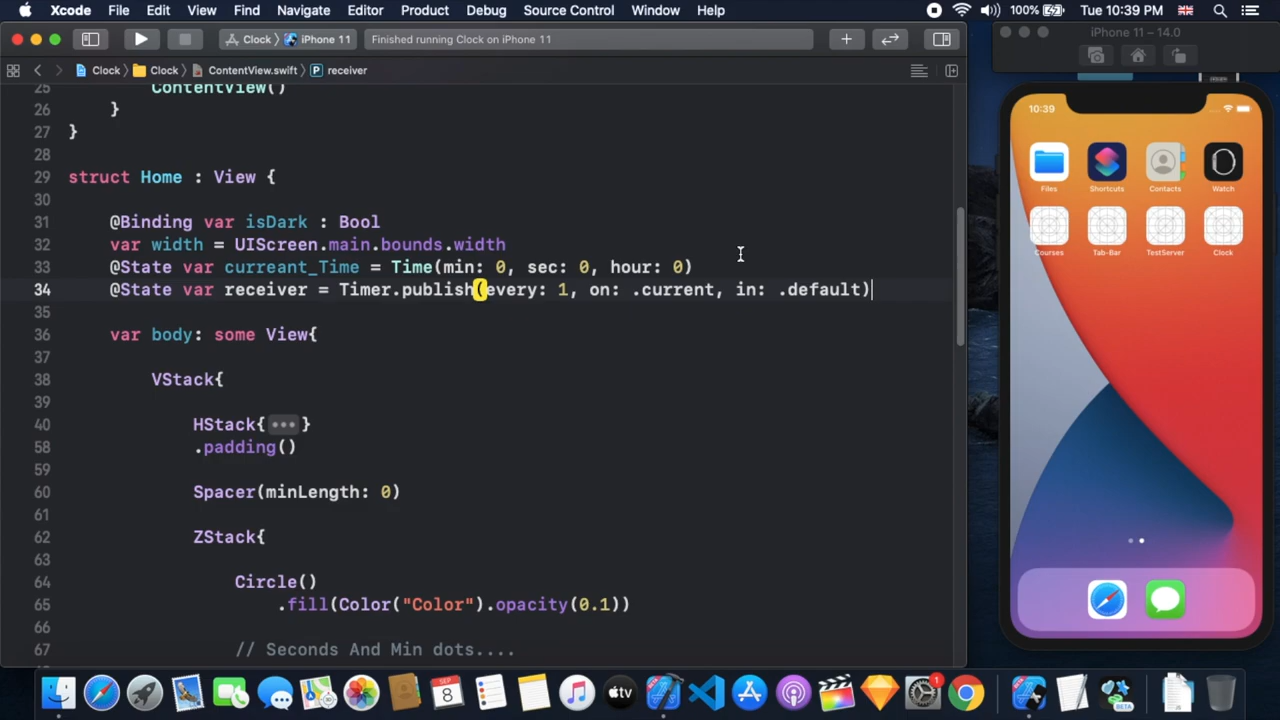 Xcode File Edit View Find Navigate Editor Product Debug Source Control Window Help 100% Tue 10:39 PM
Clock iPhone 11 Finished running Clock on iPhone 11
iPhone 11 – 14.0
Clock Clock ContentView.swift P receiver
25 ContentView()
26 }
27 }
28
29 struct Home : View {
30
31 @Binding var isDark : Bool
32 var width = UIScreen.main.bounds.width
33 @State var curreant_Time = Time(min: 0, sec: 0, hour: 0)
34 @State var receiver = Timer.publish(every: 1, on: .current, in: .default)
35
36 var body: some View{
37
38 VStack{
39
40 HStack{•••}
58 .padding()
59
60 Spacer(minLength: 0)
61
62 ZStack{
63
64 Circle()
65 .fill(Color("Color").opacity(0.1))
66
67 // Seconds And Min dots....
10:39
Files Shortcuts Contacts Watch
Courses Tab-Bar TestServer Clock
SEP
8
tv
1
BETA